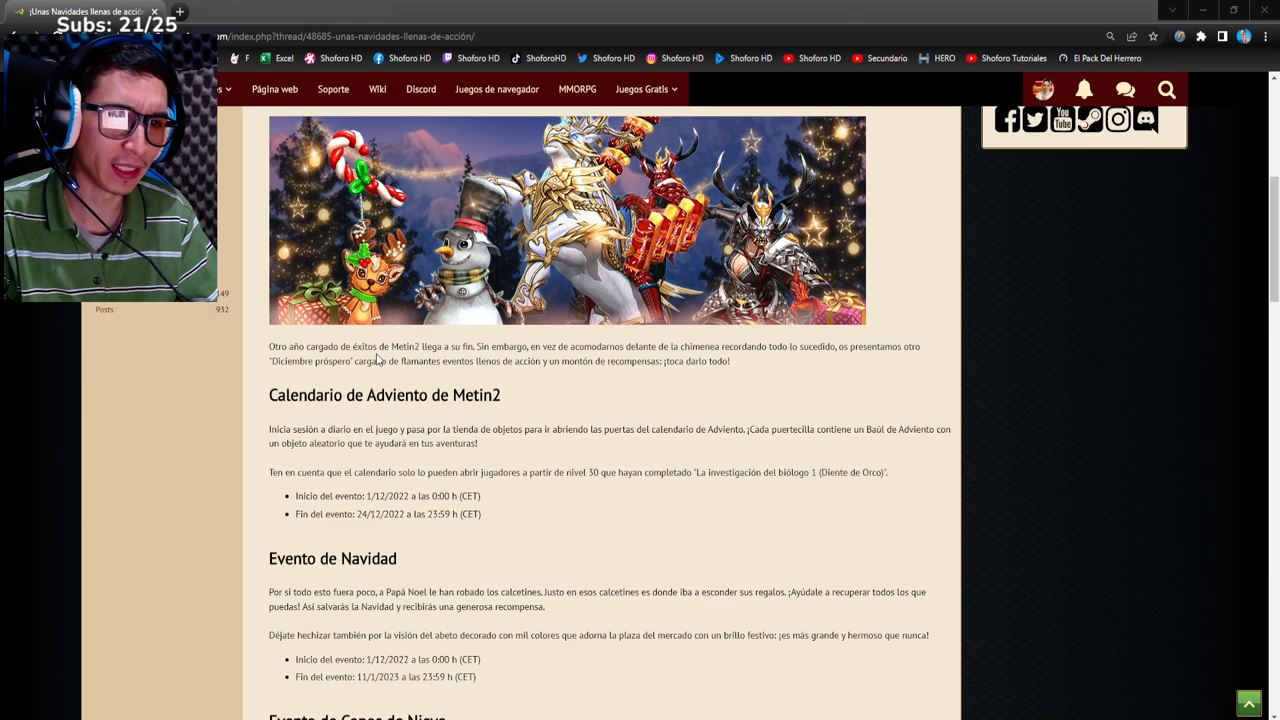 ¡Unas Navidades llenas de acció
Subs: 21/25
om/index.php?thread/48685-unas-navidades-llenas-de-acción/
F Excel Shoforo HD Shoforo HD Shoforo HD ShoforoHD Shoforo HD Shoforo HD Shoforo HD Shoforo HD Secundario HERO Shoforo Tutoriales El Pack Del Herrero
os Página web Soporte Wiki Discord Juegos de navegador MMORPG Juegos Gratis
149
Posts: 932
Otro año cargado de éxitos de Metin2 llega a su fin. Sin embargo, en vez de acomodarnos delante de la chimenea recordando todo lo sucedido, os presentamos otro
"Diciembre próspero" cargado de flamantes eventos llenos de acción y un montón de recompensas: ¡toca darlo todo!
Calendario de Adviento de Metin2
Inicia sesión a diario en el juego y pasa por la tienda de objetos para ir abriendo las puertas del calendario de Adviento. ¡Cada puertecilla contiene un Baúl de Adviento con
un objeto aleatorio que te ayudará en tus aventuras!
Ten en cuenta que el calendario solo lo pueden abrir jugadores a partir de nivel 30 que hayan completado "La investigación del biólogo 1 (Diente de Orco)".
Inicio del evento: 1/12/2022 a las 0:00 h (CET)
Fin del evento: 24/12/2022 a las 23:59 h (CET)
Evento de Navidad
Por si todo esto fuera poco, a Papá Noel le han robado los calcetines. Justo en esos calcetines es donde iba a esconder sus regalos. ¡Ayúdale a recuperar todos los que
puedas! Así salvarás la Navidad y recibirás una generosa recompensa.
Déjate hechizar también por la visión del abeto decorado con mil colores que adorna la plaza del mercado con un brillo festivo: ¡es más grande y hermoso que nunca!
Inicio del evento: 1/12/2022 a las 0:00 h (CET)
Fin del evento: 11/1/2023 a las 23:59 h (CET)
Evento de Copos de Nieve